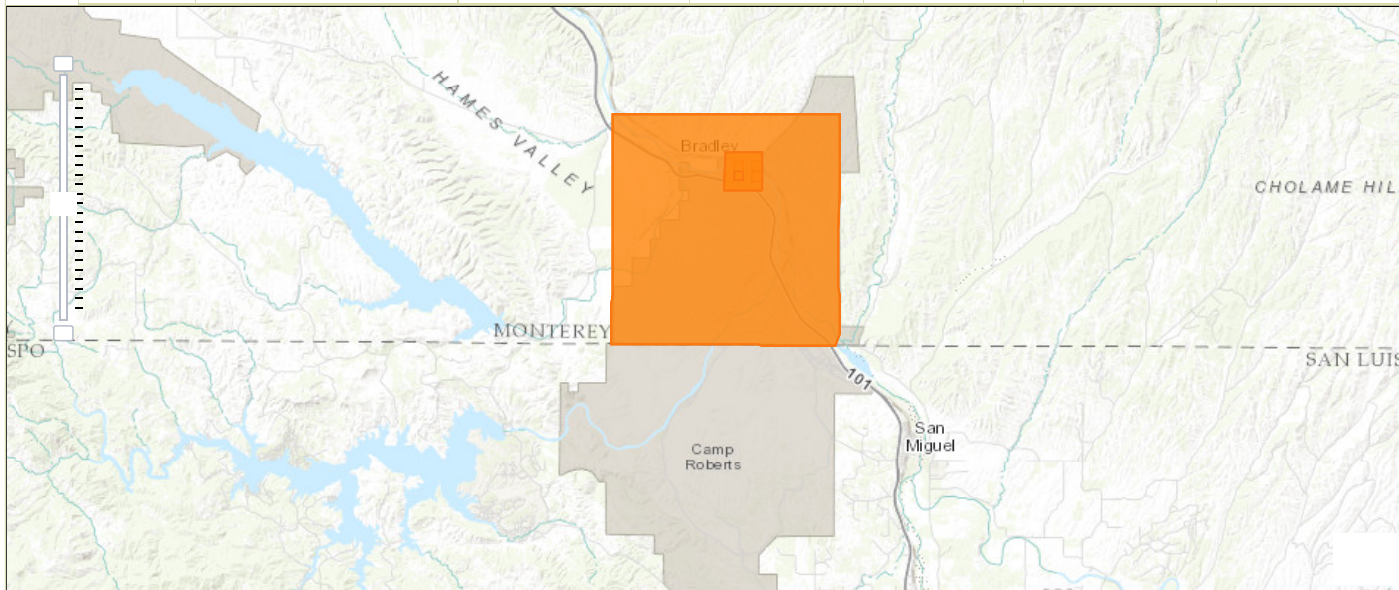 HAMES VALLEY
Bradley
CHOLAME HIL
MONTEREY
SPO
SAN LUIS
101
San
Miguel
Camp
Roberts